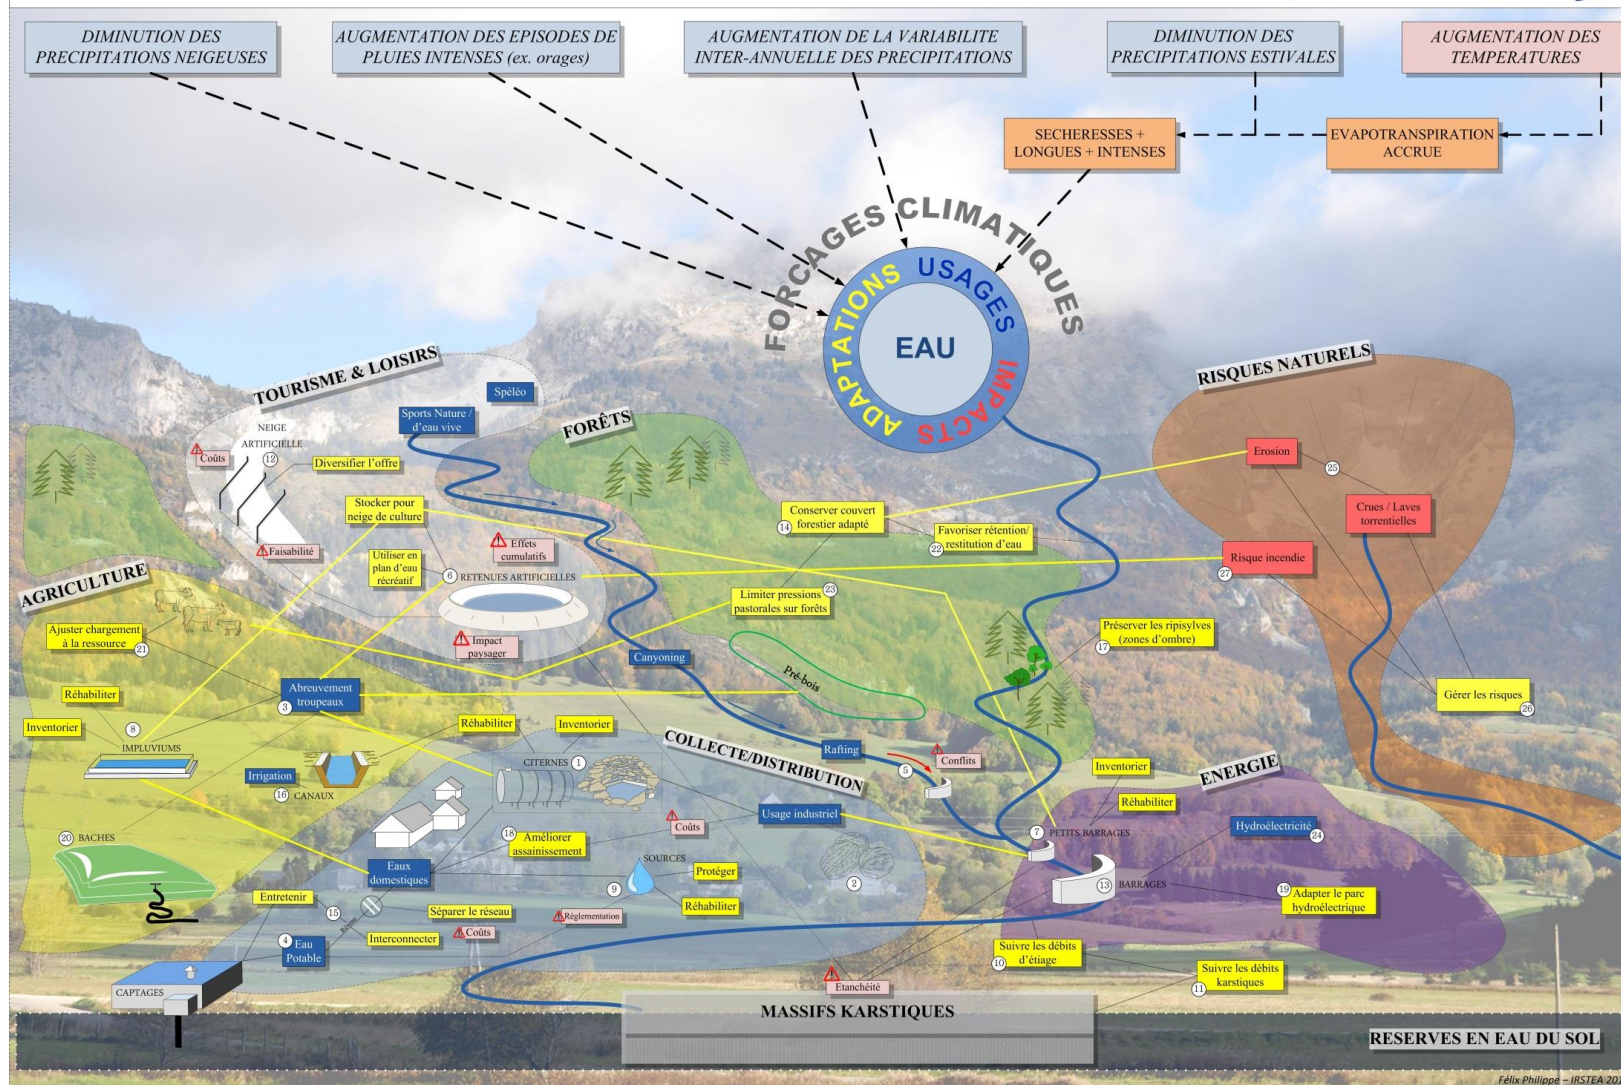 DIMINUTION DES
PRECIPITATIONS NEIGEUSES
AUGMENTATION DES EPISODES DE
PLUIES INTENSES (ex. orages)
AUGMENTATION DE LA VARIABILITE
INTER-ANNUELLE DES PRECIPITATIONS
DIMINUTION DES
PRECIPITATIONS ESTIVALES
AUGMENTATION DES
TEMPERATURES
SECHERESSES +
LONGUES + INTENSES
EVAPOTRANSPIRATION
ACCRUE
FORCAGES CLIMATIQUES
ADAPTATIONS
USAGES
IMPACTS
EAU
TOURISME & LOISIRS
Spéléo
Sports Nature /
d'eau vive
NEIGE
ARTIFICIELLE
12
Coûts
Diversifier l'offre
Stocker pour
neige de culture
Faisabilité
Utiliser en
plan d'eau
récréatif
Effets
cumulatifs
6
RETENUES ARTIFICIELLES
Impact
paysager
FORÊTS
14
Conserver couvert
forestier adapté
22
Favoriser rétention/
restitution d'eau
23
Limiter pressions
pastorales sur forêts
Pré-bois
17
Préserver les ripisylves
(zones d'ombre)
RISQUES NATURELS
Erosion
25
Crues / Laves
torrentielles
Risque incendie
27
Gérer les risques
26
AGRICULTURE
Ajuster chargement
à la ressource
21
Abreuvement
troupeaux
3
Réhabiliter
Inventorier
8
IMPLUVIUMS
Irrigation
16
CANAUX
20
BACHES
Canyoning
Rafting
5
Conflits
COLLECTE/DISTRIBUTION
Réhabiliter
Inventorier
CITERNES
1
Usage industriel
Coûts
18
Améliorer
assainissement
Eaux
domestiques
SOURCES
9
Protéger
Réhabiliter
2
Entretenir
15
Réseau
Séparer le réseau
Interconnecter
Coûts
Réglementation
4
Eau
Potable
CAPTAGES
ENERGIE
Inventorier
Réhabiliter
7
PETITS BARRAGES
Hydroélectricité
24
13
BARRAGES
19
Adapter le parc
hydroélectrique
Suivre les débits
d'étiage
10
Suivre les débits
karstiques
11
Etanchéité
MASSIFS KARSTIQUES
RESERVES EN EAU DU SOL
Félix Philippe – IRSTEA 20